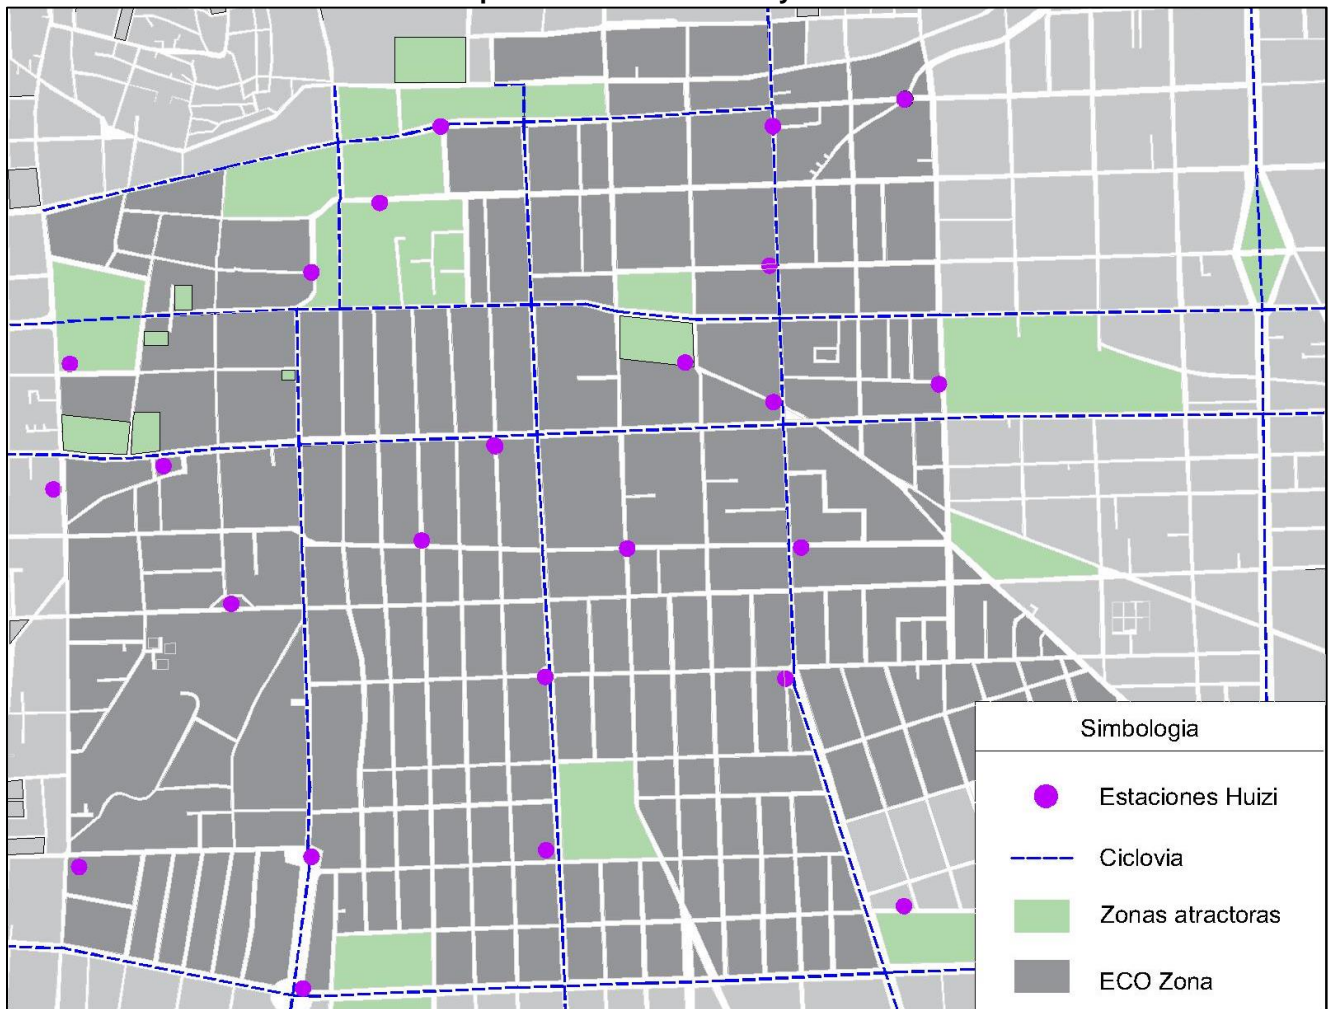 Simbologia
Estaciones Huizi
Ciclovia
Zonas atractoras
ECO Zona